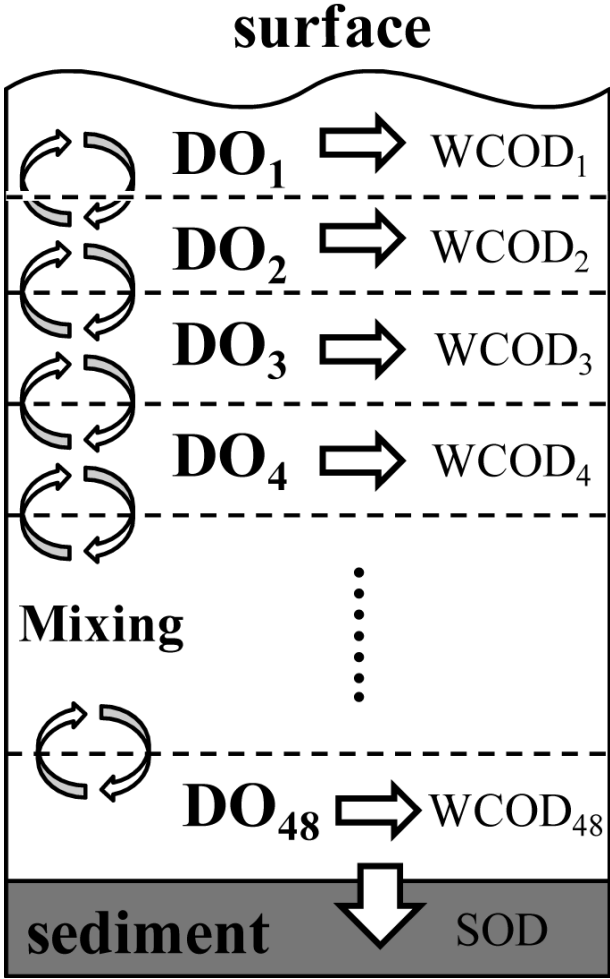 surface
DO₁ WCOD₁
DO₂ WCOD₂
DO₃ WCOD₃
DO₄ WCOD₄
Mixing
DO₄₈ WCOD₄₈
sediment SOD